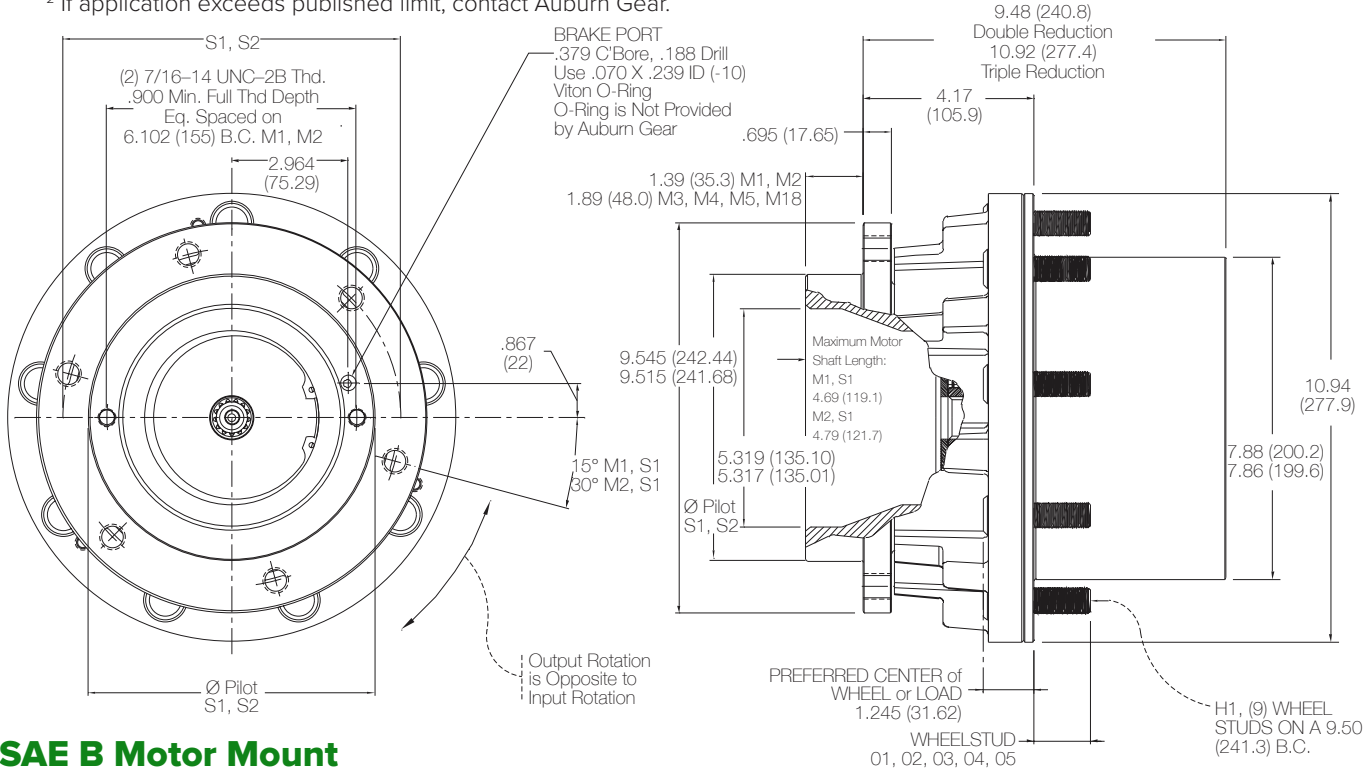 ² If application exceeds published limit, contact Auburn Gear.
S1, S2
(2) 7/16–14 UNC–2B Thd.
.900 Min. Full Thd Depth
Eq. Spaced on
6.102 (155) B.C. M1, M2
2.964
(75.29)
BRAKE PORT
.379 C'Bore, .188 Drill
Use .070 X .239 ID (-10)
Viton O-Ring
O-Ring is Not Provided
by Auburn Gear
.867
(22)
15° M1, S1
30° M2, S1
Output Rotation
is Opposite to
Input Rotation
Ø Pilot
S1, S2
9.48 (240.8)
Double Reduction
10.92 (277.4)
Triple Reduction
4.17
(105.9)
.695 (17.65)
1.39 (35.3) M1, M2
1.89 (48.0) M3, M4, M5, M18
9.545 (242.44)
9.515 (241.68)
Maximum Motor
Shaft Length:
M1, S1
4.69 (119.1)
M2, S1
4.79 (121.7)
5.319 (135.10)
5.317 (135.01)
Ø Pilot
S1, S2
10.94
(277.9)
7.88 (200.2)
7.86 (199.6)
PREFERRED CENTER of
WHEEL or LOAD
1.245 (31.62)
WHEELSTUD
01, 02, 03, 04, 05
H1, (9) WHEEL
STUDS ON A 9.50
(241.3) B.C.
SAE B Motor Mount